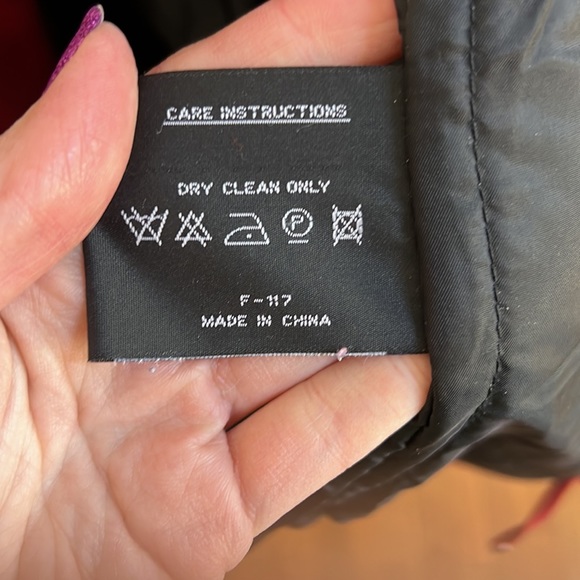 CARE INSTRUCTIONS
DRY CLEAN ONLY
F
F-117
MADE IN CHINA